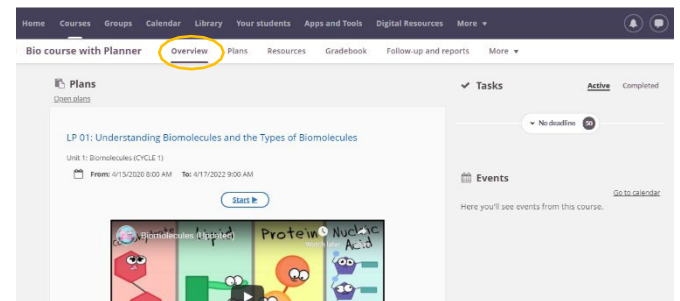 Home Courses Groups Calendar Library Your students Apps and Tools Digital Resources More
Bio course with Planner Overview Plans Resources Gradebook Follow-up and reports More
Plans
Open plans
LP 01: Understanding Biomolecules and the Types of Biomolecules
Unit 1: Biomolecules (CYCLE 1)
From: 4/15/2020 8:00 AM To: 4/17/2022 9:00 AM
Start
Biomolecules (Updated)
Lipid Protein Nucleic Acid
Tasks Active Completed
No deadline 50
Events
Go to calendar
Here you'll see events from this course.